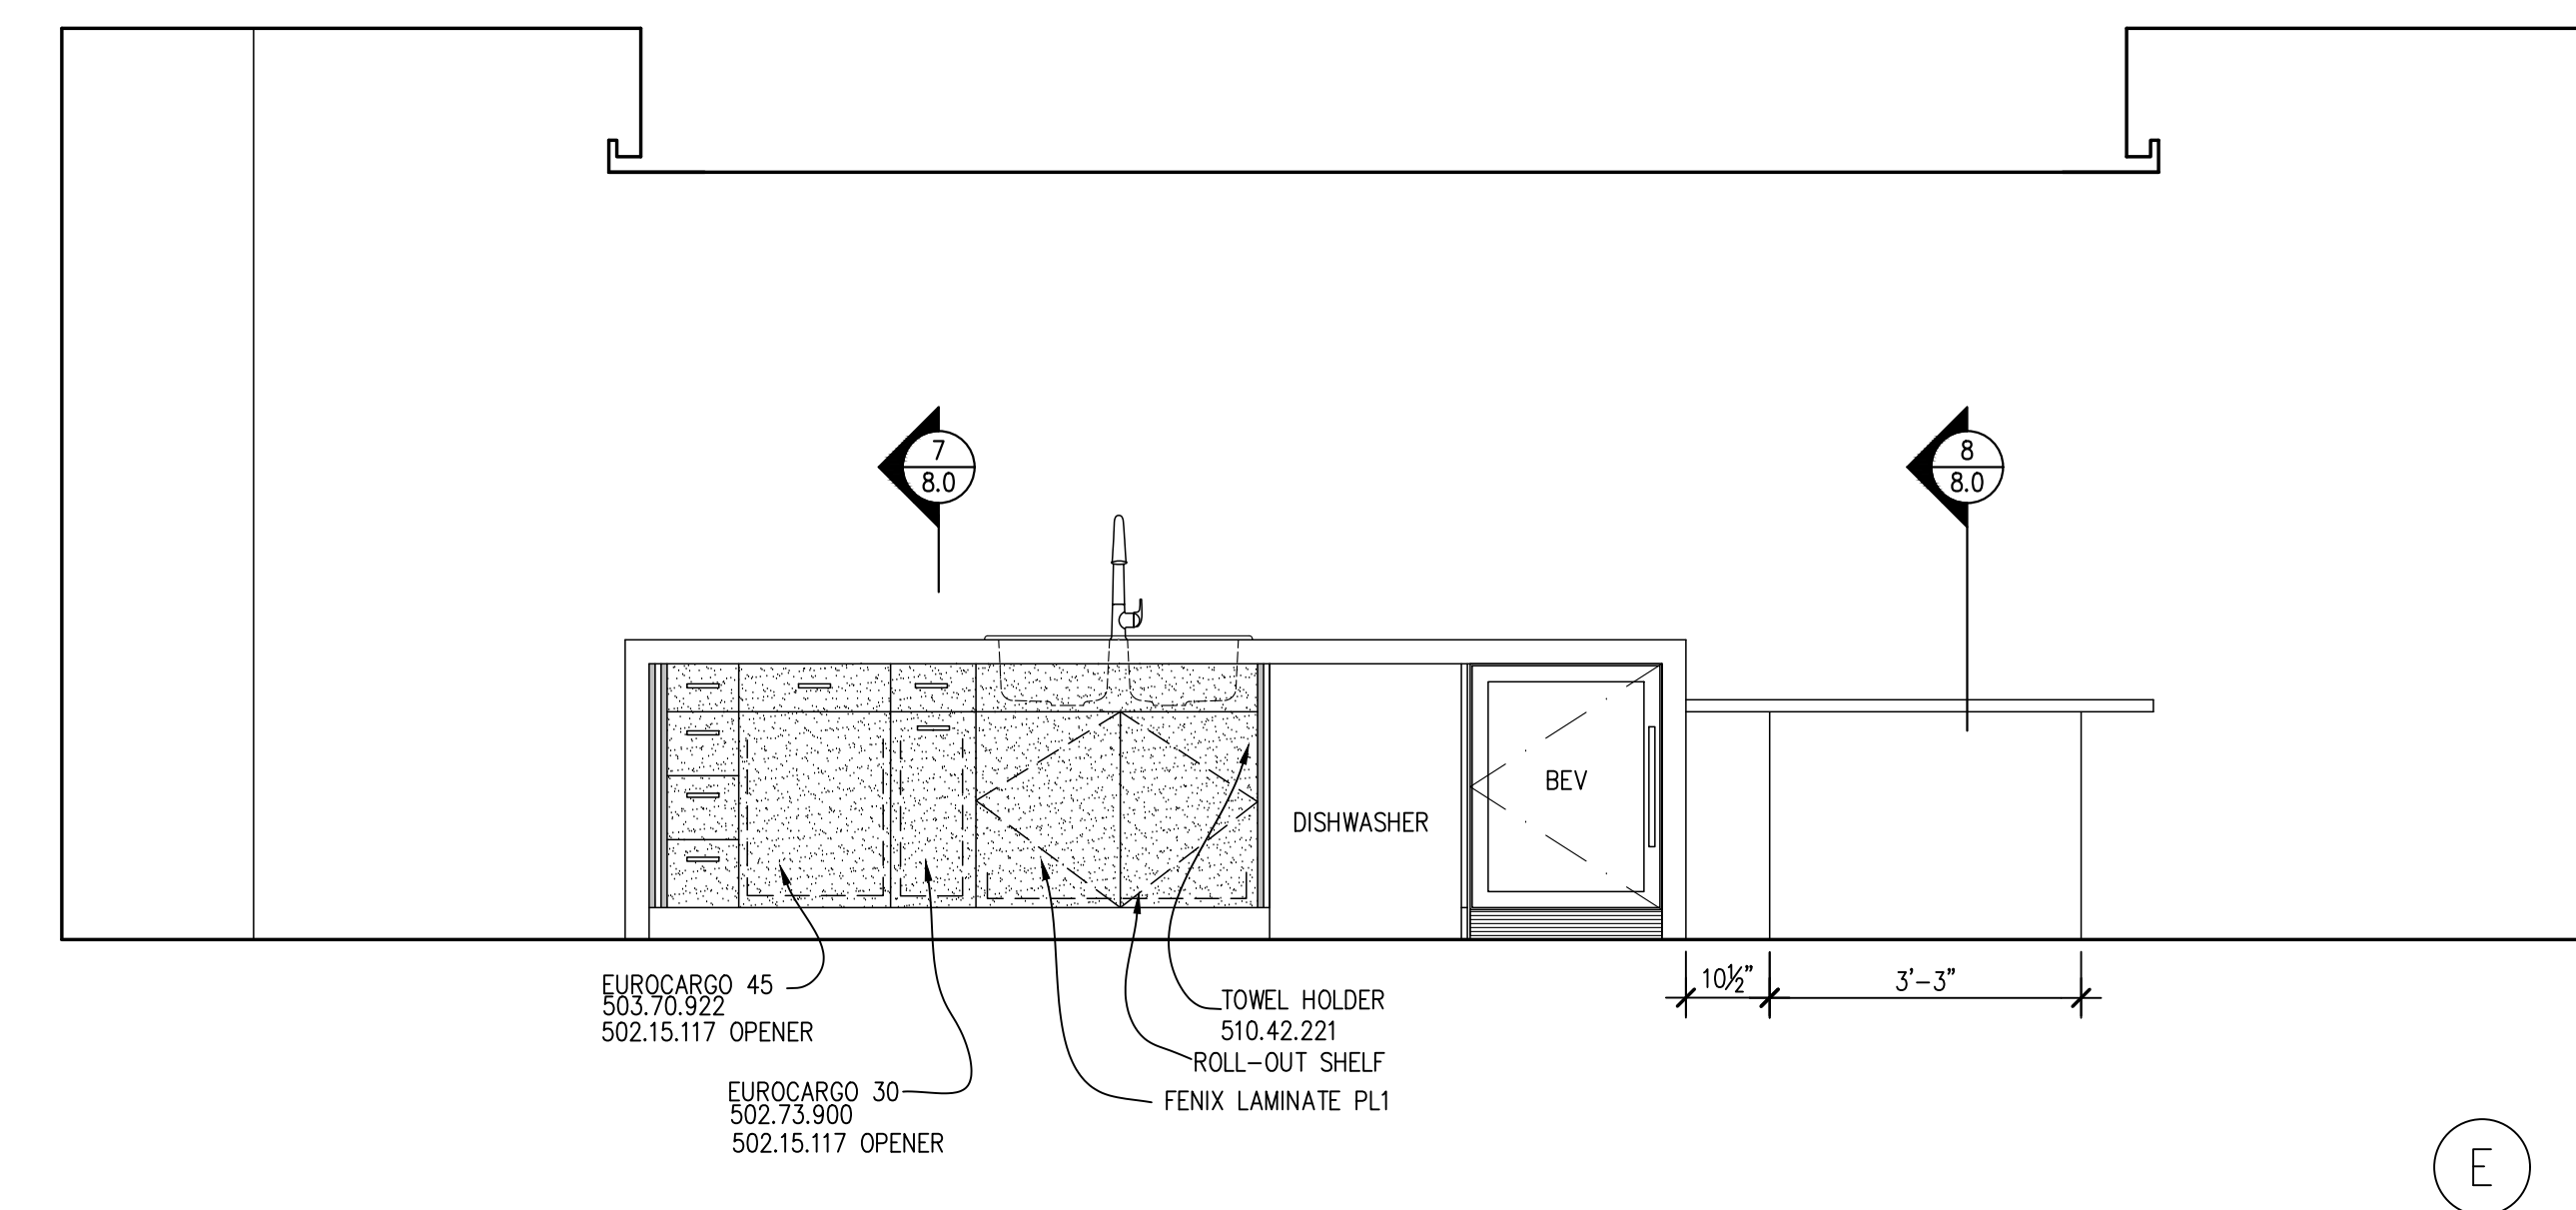 7
8.0
8
8.0
BEV
DISHWASHER
10½"
3'-3"
EUROCARGO 45
503.70.922
502.15.117 OPENER
TOWEL HOLDER
510.42.221
ROLL-OUT SHELF
EUROCARGO 30
502.73.900
502.15.117 OPENER
FENIX LAMINATE PL1
E